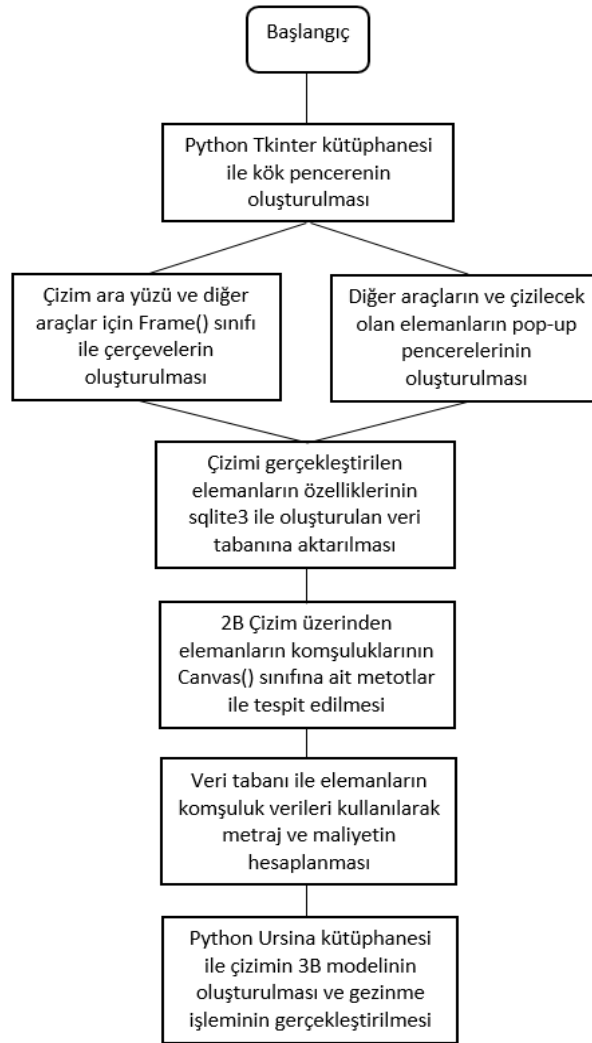 Başlangıç
Python Tkinter kütüphanesi
ile kök pencerenin
oluşturulması
Çizim ara yüzü ve diğer
araçlar için Frame() sınıfı
ile çerçevelerin
oluşturulması
Diğer araçların ve çizilecek
olan elemanların pop-up
pencerelerinin
oluşturulması
Çizimi gerçekleştirilen
elemanların özelliklerinin
sqlite3 ile oluşturulan veri
tabanına aktarılması
2B Çizim üzerinden
elemanların komşuluklarının
Canvas() sınıfına ait metotlar
ile tespit edilmesi
Veri tabanı ile elemanların
komşuluk verileri kullanılarak
metraj ve maliyetin
hesaplanması
Python Ursina kütüphanesi
ile çizimin 3B modelinin
oluşturulması ve gezinme
işleminin gerçekleştirilmesi